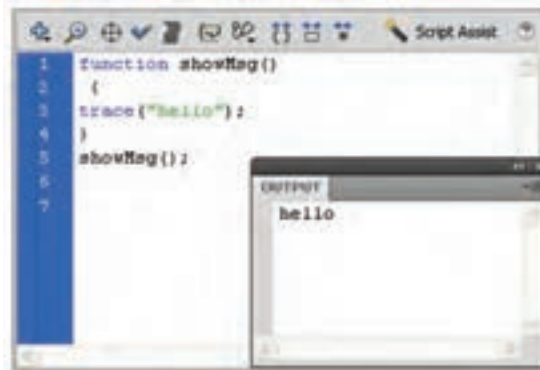 Script Assist
1 function showMsg()
2 {
3 trace("hello");
4 }
5 showMsg();
6
7
OUTPUT
hello